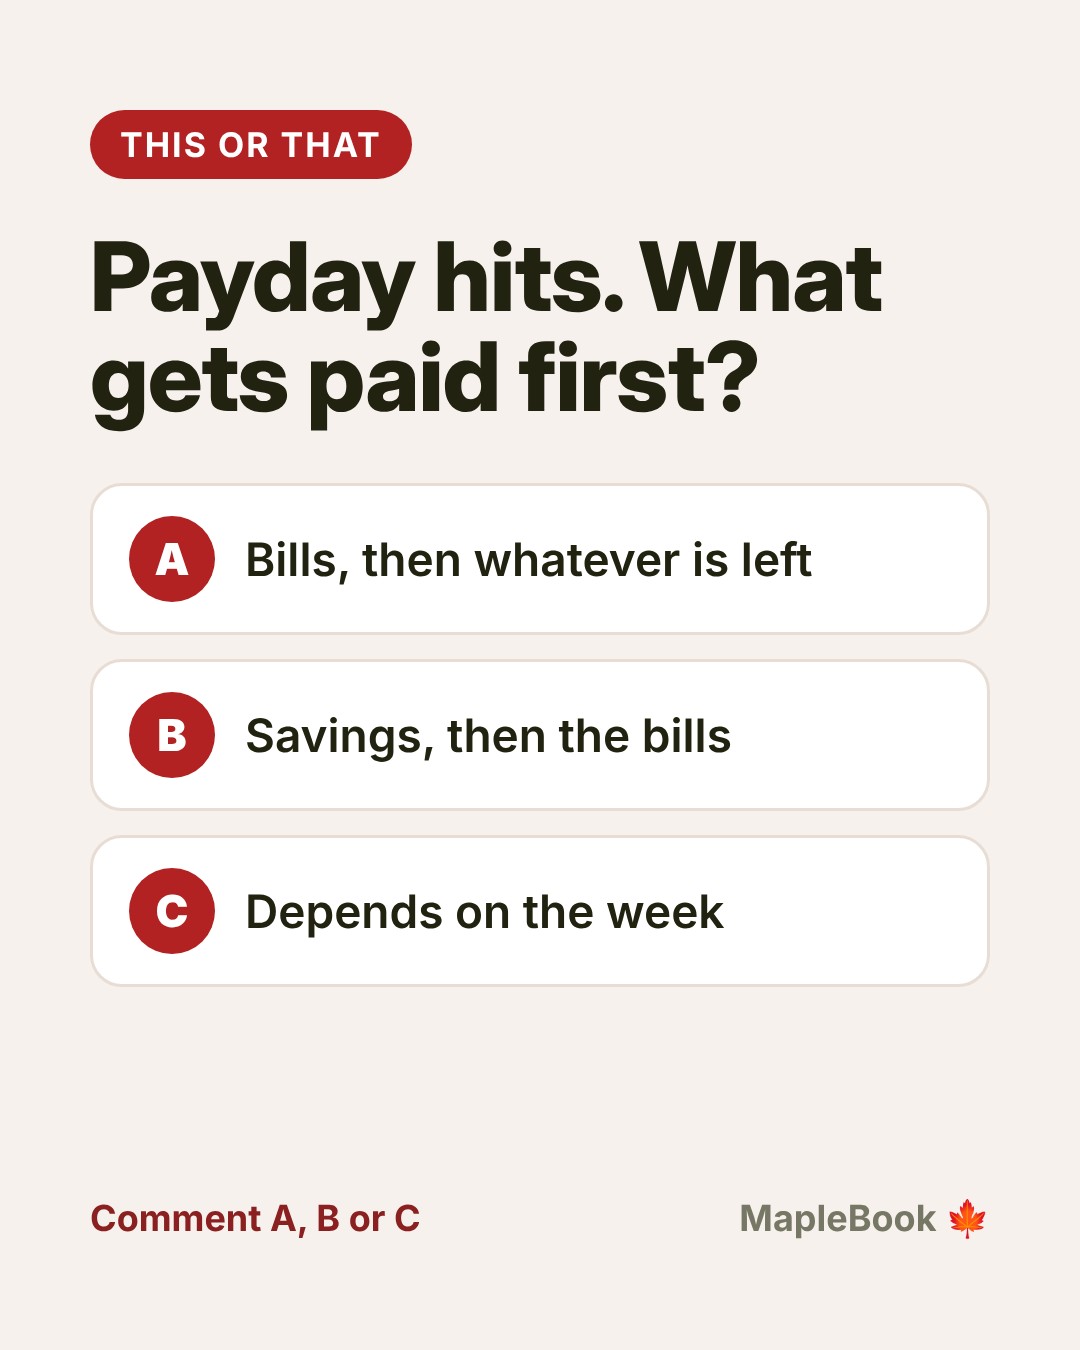 THIS OR THAT
Payday hits. What
gets paid first?
A Bills, then whatever is left
B Savings, then the bills
C Depends on the week
Comment A, B or C
MapleBook 🍁